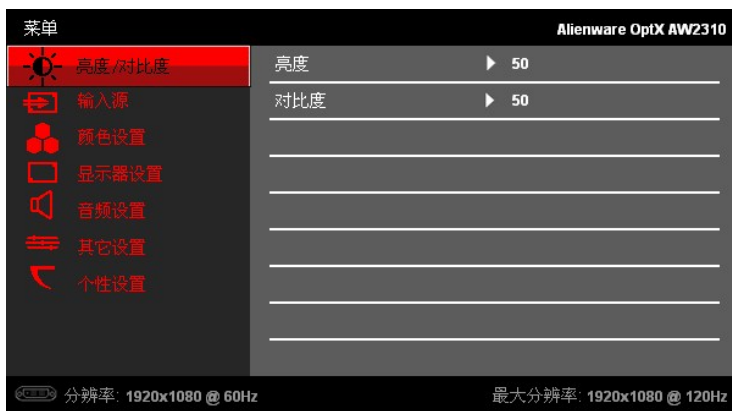 菜单
Alienware OptX AW2310
亮度/对比度
输入源
颜色设置
显示器设置
音频设置
其它设置
个性设置
亮度 50
对比度 50
分辨率: 1920x1080 @ 60Hz
最大分辨率: 1920x1080 @ 120Hz